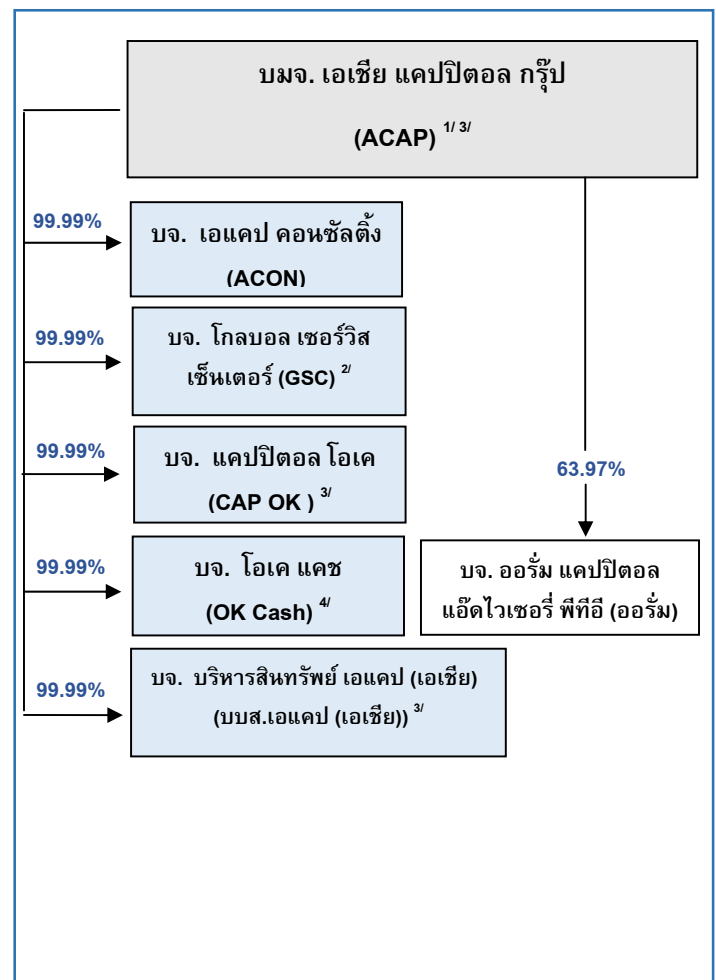 บมจ. เอเชีย แคปปิตอล กรุ๊ป
(ACAP) 1/ 3/
99.99%
บจ. เอแคป คอนซัลติ้ง
(ACON)
99.99%
บจ. โกลบอล เซอร์วิส
เซ็นเตอร์ (GSC) 2/
99.99%
บจ. แคปปิตอล โอเค
(CAP OK ) 3/
63.97%
99.99%
บจ. โอเค แคช
(OK Cash) 4/
บจ. ออรั่ม แคปปิตอล
แอ๊ดไวเซอรี่ พีทีอี (ออรั่ม)
99.99%
บจ. บริหารสินทรัพย์ เอแคป (เอเชีย)
(บบส.เอแคป (เอเชีย)) 3/